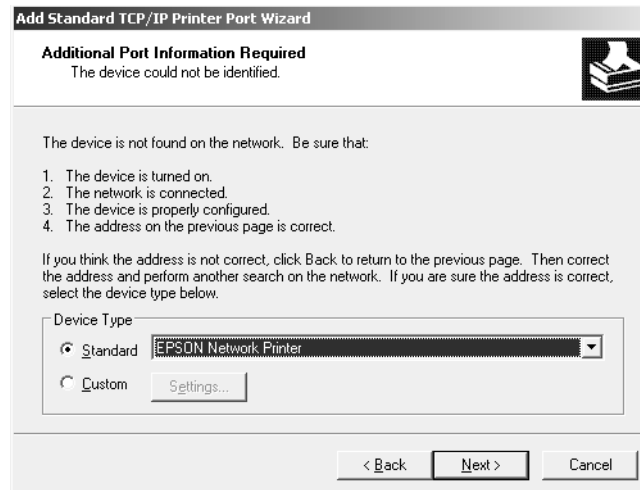 Add Standard TCP/IP Printer Port Wizard
Additional Port Information Required
The device could not be identified.
The device is not found on the network.  Be sure that:
1.  The device is turned on.
2.  The network is connected.
3.  The device is properly configured.
4.  The address on the previous page is correct.
If you think the address is not correct, click Back to return to the previous page.  Then correct
the address and perform another search on the network.  If you are sure the address is correct,
select the device type below.
Device Type
Standard EPSON Network Printer
Custom Settings...
< Back Next > Cancel